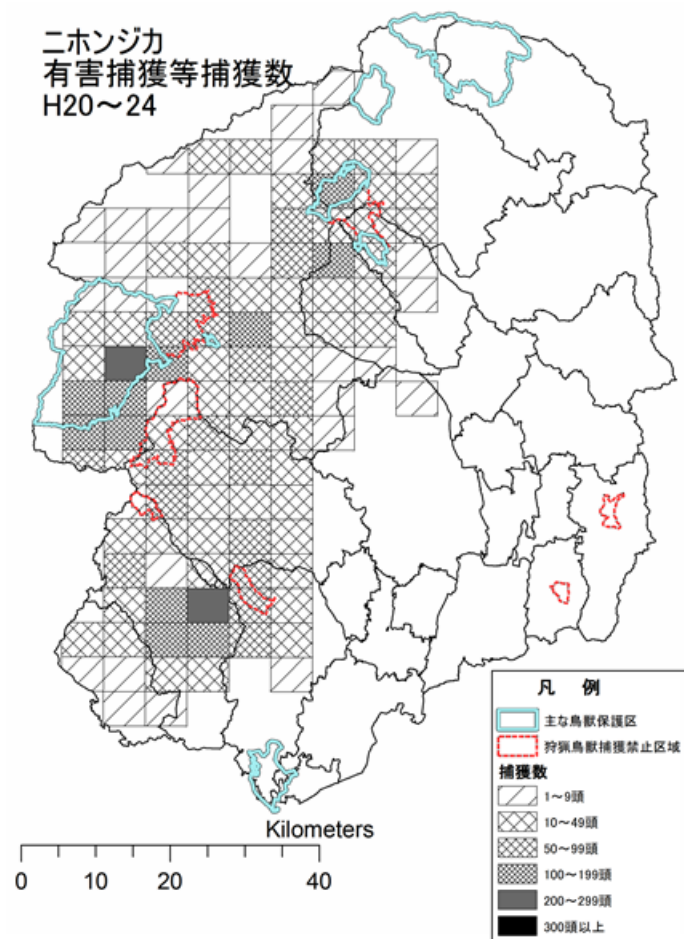 ニホンジカ
有害捕獲等捕獲数
H20～24
凡 例
主な鳥獣保護区
狩猟鳥獣捕獲禁止区域
捕獲数
1～9頭
10～49頭
50～99頭
100～199頭
200～299頭
300頭以上
Kilometers
0 10 20 40